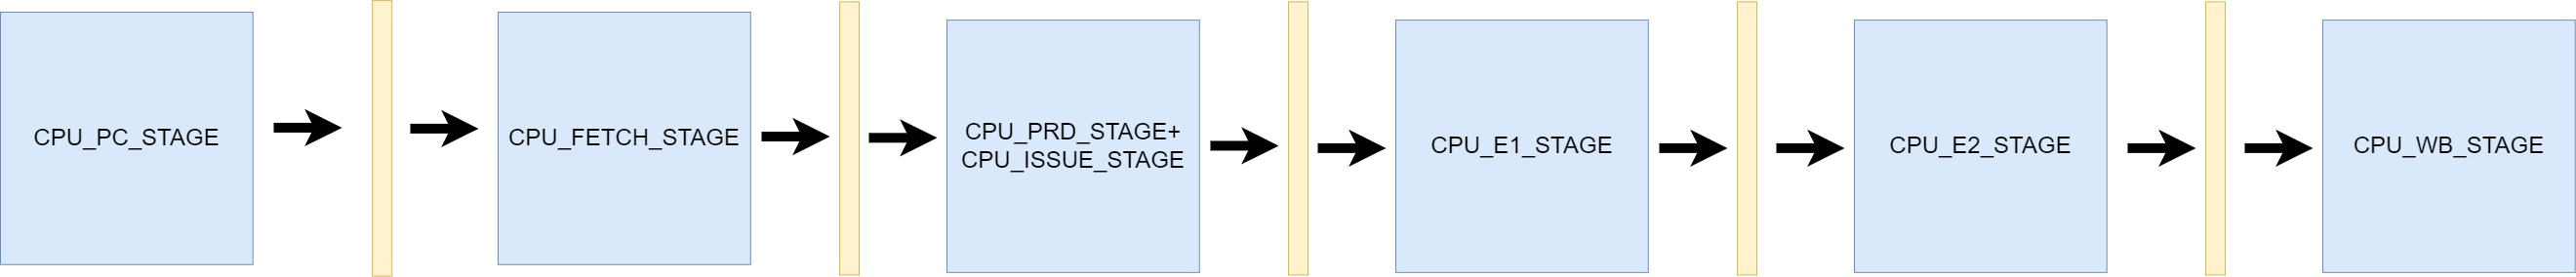 CPU_PC_STAGE
CPU_FETCH_STAGE
CPU_PRD_STAGE+
CPU_ISSUE_STAGE
CPU_E1_STAGE
CPU_E2_STAGE
CPU_WB_STAGE